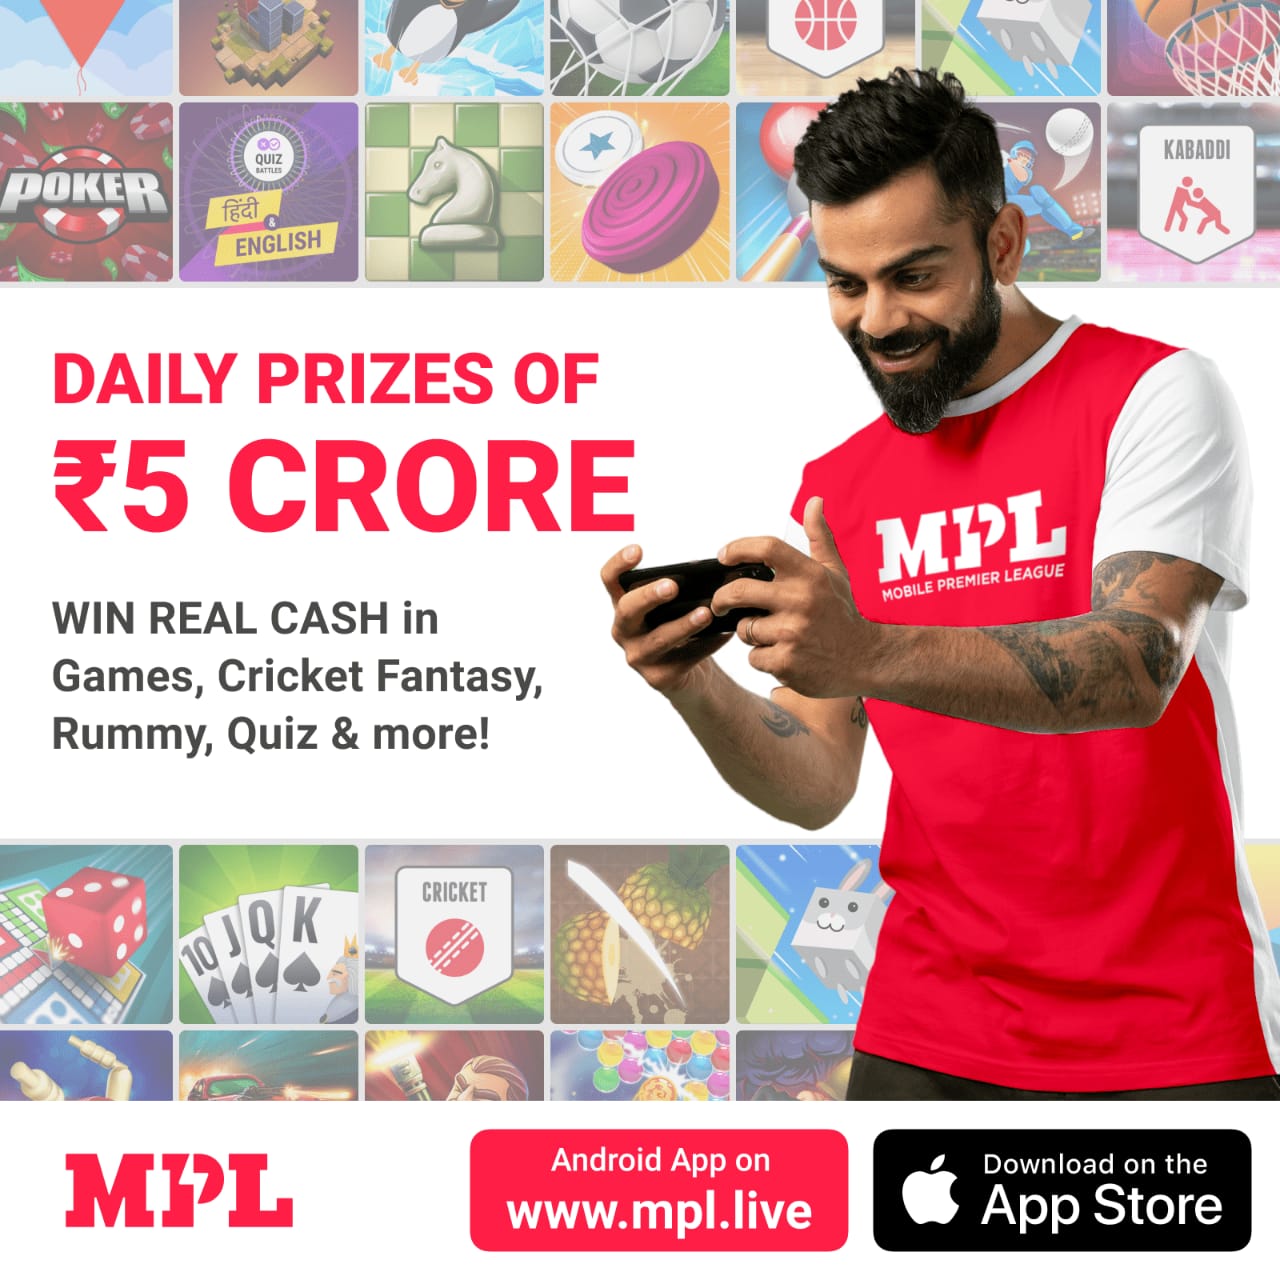 POKER
QUIZ
BATTLES
हिंदी
&
ENGLISH
KABADDI
DAILY PRIZES OF
₹5 CRORE
WIN REAL CASH in
Games, Cricket Fantasy,
Rummy, Quiz & more!
MPL
MOBILE PREMIER LEAGUE
10 J Q K
CRICKET
MPL
Android App on
www.mpl.live
Download on the
App Store